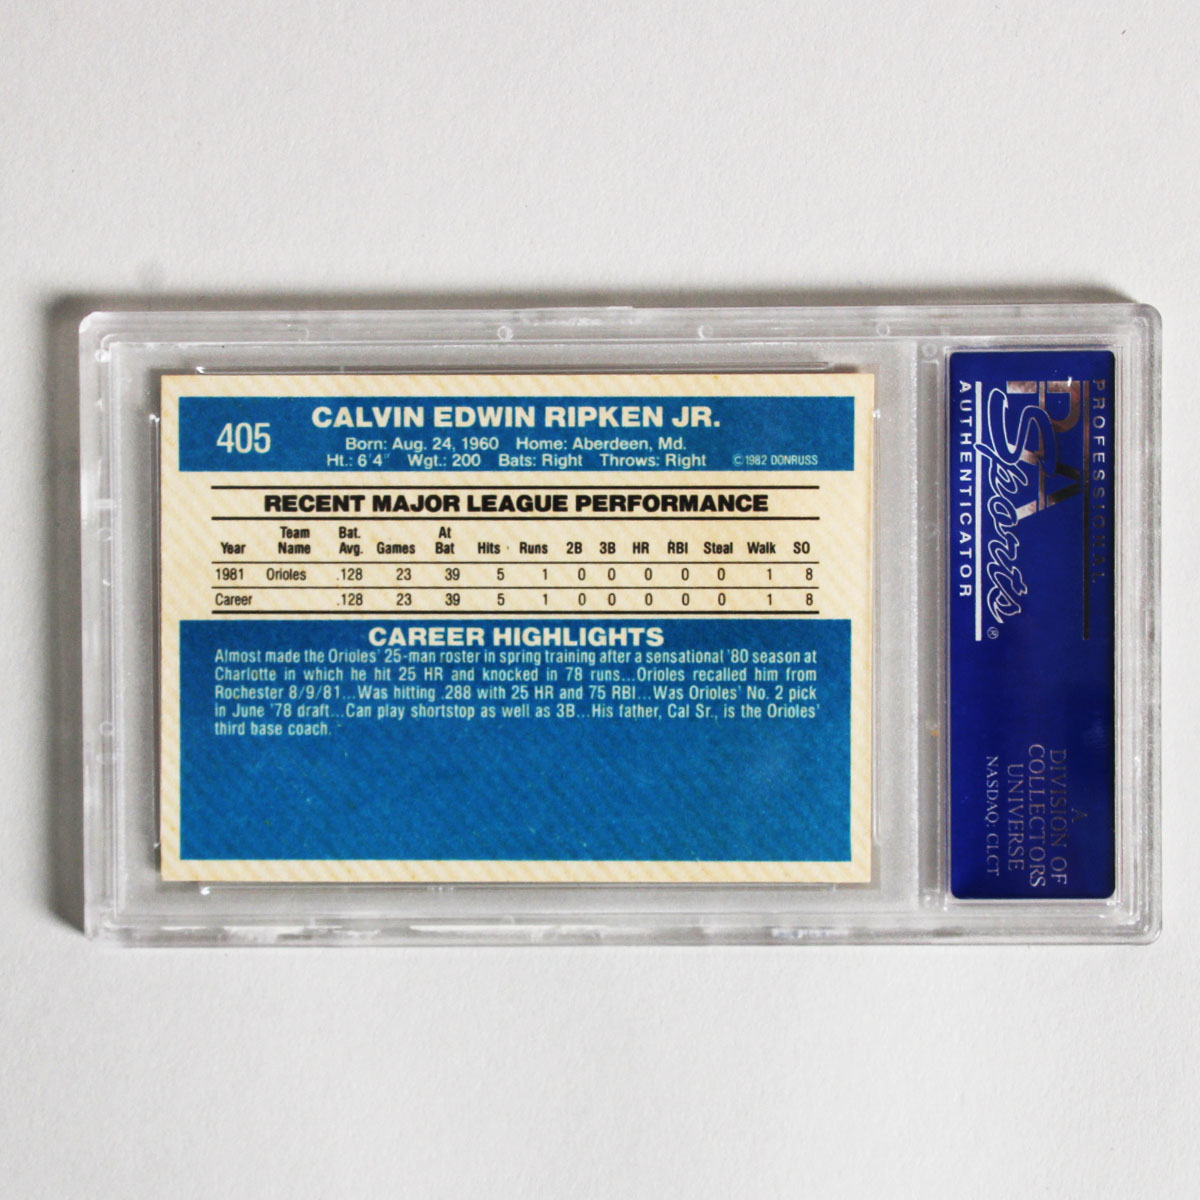 405
CALVIN EDWIN RIPKEN JR.
Born: Aug. 24, 1960 Home: Aberdeen, Md.
Ht.: 6'4" Wgt.: 200 Bats: Right Throws: Right © 1982 DONRUSS
RECENT MAJOR LEAGUE PERFORMANCE
Year Team Name Bat. Avg. Games At Bat Hits Runs 2B 3B HR RBI Steal Walk SO
1981 Orioles .128 23 39 5 1 0 0 0 0 0 1 8
Career .128 23 39 5 1 0 0 0 0 0 1 8
CAREER HIGHLIGHTS
Almost made the Orioles' 25-man roster in spring training after a sensational '80 season at
Charlotte in which he hit 25 HR and knocked in 78 runs...Orioles recalled him from
Rochester 8/9/81...Was hitting .288 with 25 HR and 75 RBI...Was Orioles' No. 2 pick
in June '78 draft...Can play shortstop as well as 3B...His father, Cal Sr., is the Orioles'
third base coach.
PROFESSIONAL
PSA
Sports®
AUTHENTICATOR
A
DIVISION OF
COLLECTORS
UNIVERSE
NASDAQ: CLCT